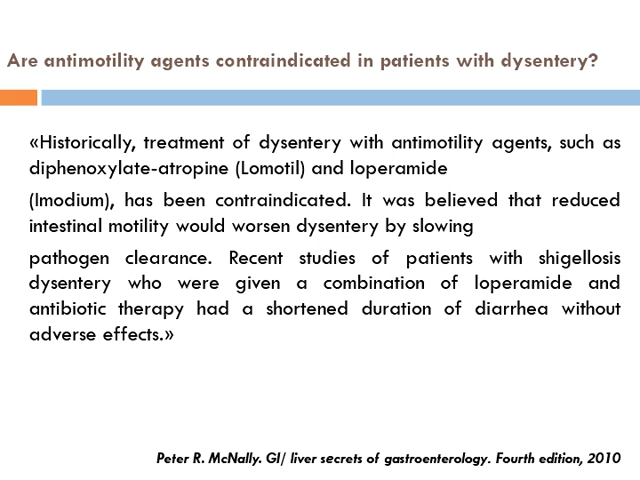 Are antimotility agents contraindicated in patients with dysentery?
«Historically, treatment of dysentery with antimotility agents, such as
diphenoxylate-atropine (Lomotil) and loperamide
(Imodium), has been contraindicated. It was believed that reduced
intestinal motility would worsen dysentery by slowing
pathogen clearance. Recent studies of patients with shigellosis
dysentery who were given a combination of loperamide and
antibiotic therapy had a shortened duration of diarrhea without
adverse effects.»
Peter R. McNally. GI/ liver secrets of gastroenterology. Fourth edition, 2010